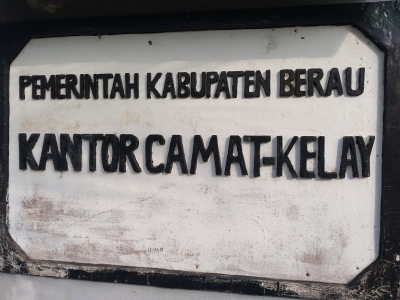 PEMERINTAH KABUPATEN BERAU
KANTOR CAMAT-KELAY